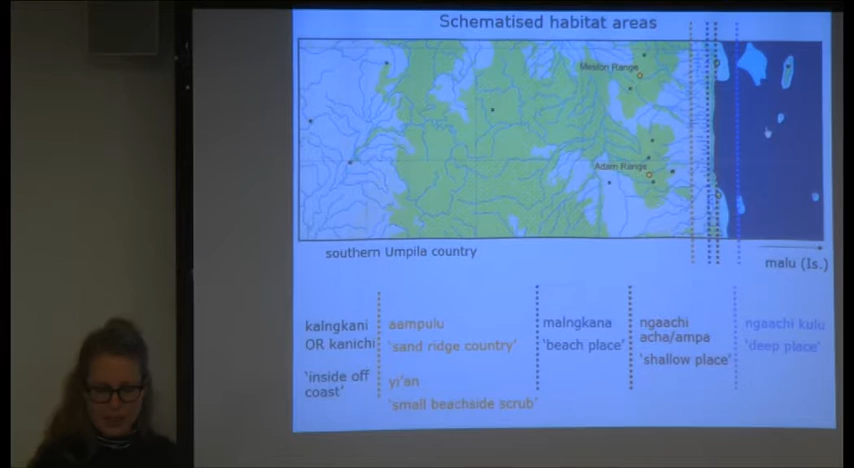 Schematised habitat areas
Meston Range
Adam Range
southern Umpila country
malu (Is.)
kalngkani
OR kanichi
'inside off
coast'
aampulu
'sand ridge country'
yi'an
'small beachside scrub'
malngkana
'beach place'
ngaachi
acha/ampa
'shallow place'
ngaachi kulu
'deep place'